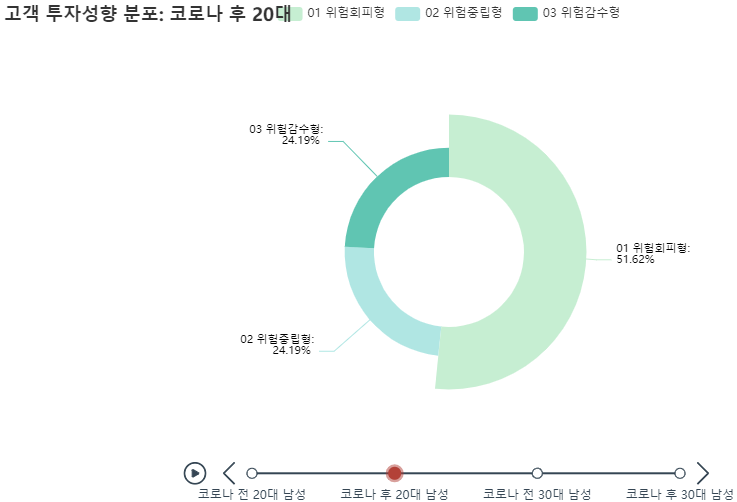 고객 투자성향 분포: 코로나 후 20대
01 위험회피형
02 위험중립형
03 위험감수형
03 위험감수형:
24.19%
01 위험회피형:
51.62%
02 위험중립형:
24.19%
코로나 전 20대 남성
코로나 후 20대 남성
코로나 전 30대 남성
코로나 후 30대 남성